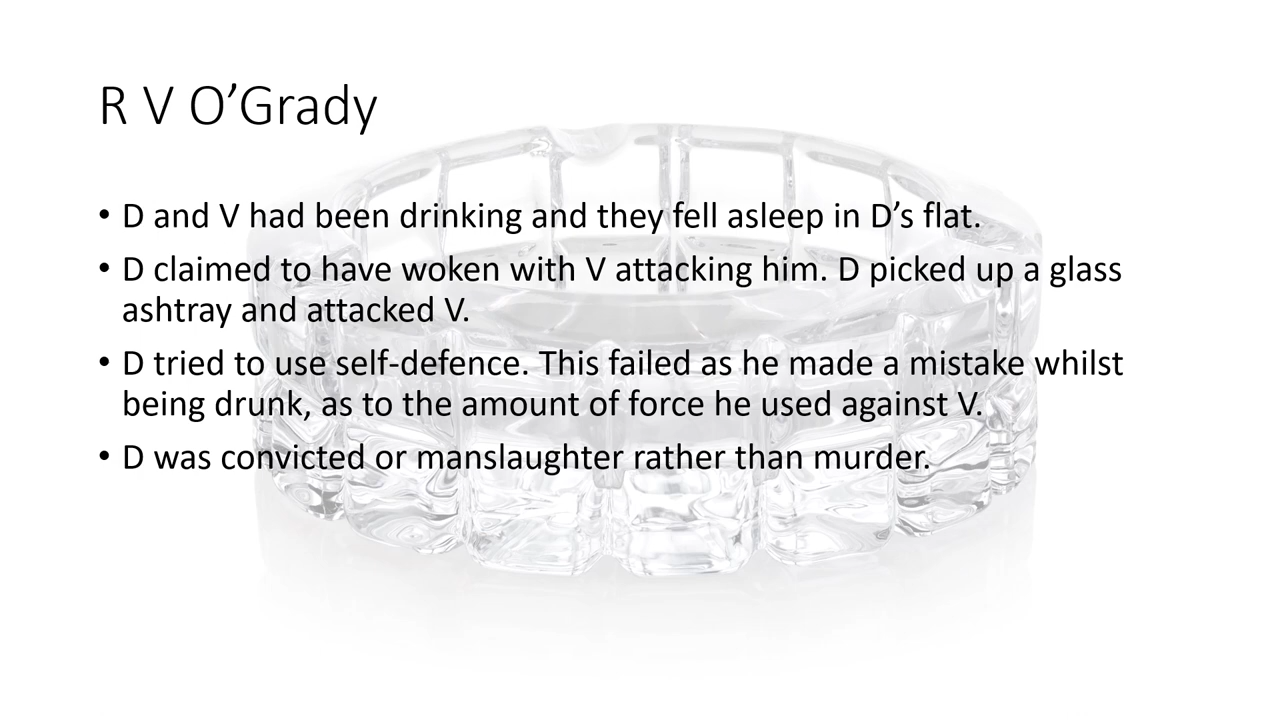 R V O’Grady
• D and V had been drinking and they fell asleep in D’s flat.
• D claimed to have woken with V attacking him. D picked up a glass
ashtray and attacked V.
• D tried to use self-defence. This failed as he made a mistake whilst
being drunk, as to the amount of force he used against V.
• D was convicted or manslaughter rather than murder.